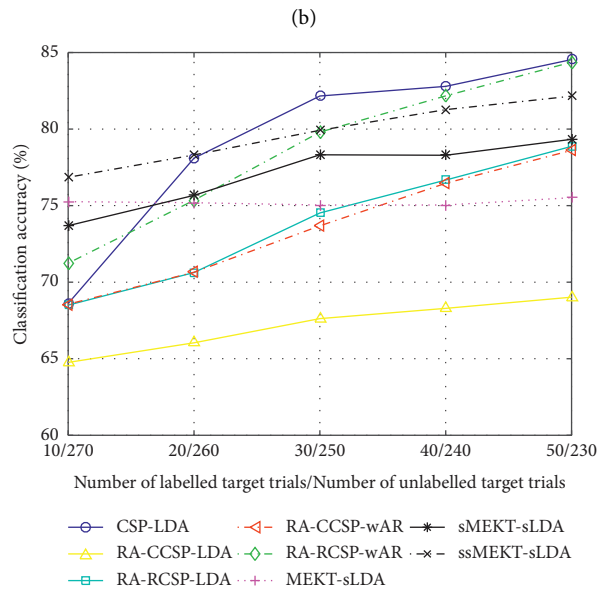 (b)
85
80
75
70
65
60
Classification accuracy (%)
10/270 20/260 30/250 40/240 50/230
Number of labelled target trials/Number of unlabelled target trials
CSP-LDA RA-CCSP-wAR sMEKT-sLDA
RA-CCSP-LDA RA-RCSP-wAR ssMEKT-sLDA
RA-RCSP-LDA MEKT-sLDA